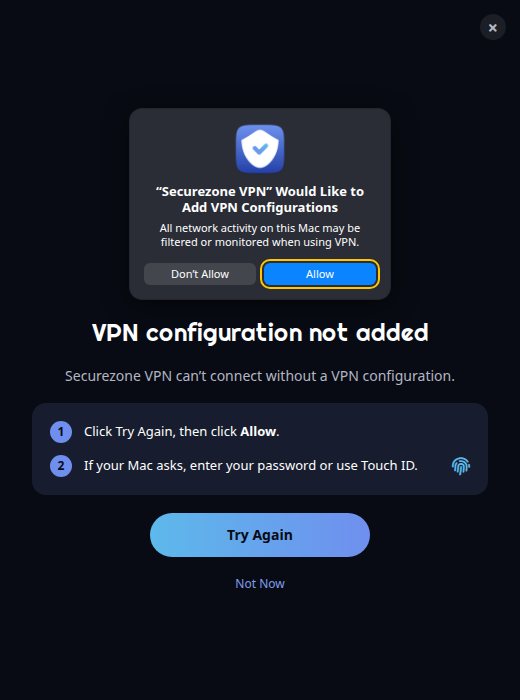 “Securezone VPN” Would Like to
Add VPN Configurations
All network activity on this Mac may be
filtered or monitored when using VPN.
Don’t Allow
Allow
VPN configuration not added
Securezone VPN can’t connect without a VPN configuration.
1 Click Try Again, then click Allow.
2 If your Mac asks, enter your password or use Touch ID.
Try Again
Not Now